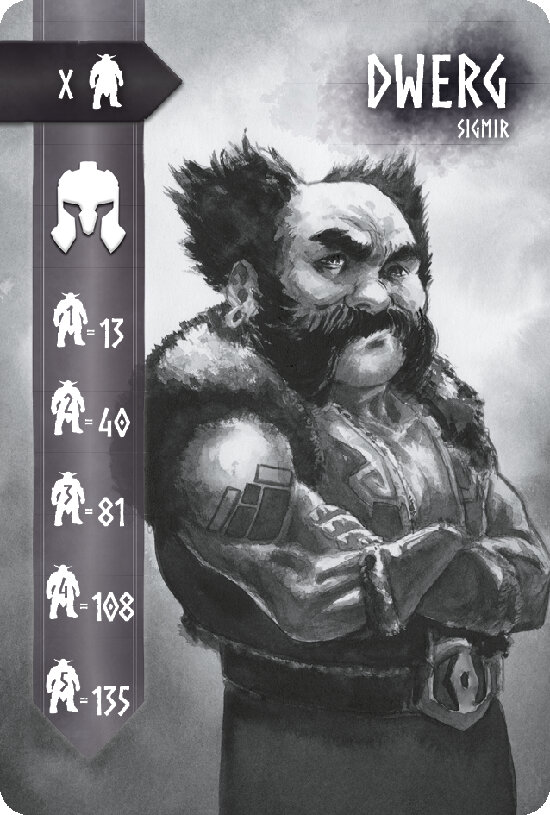 X
DWERG
SIGMIR
1 = 13
2 = 40
3 = 81
4 = 108
5 = 135